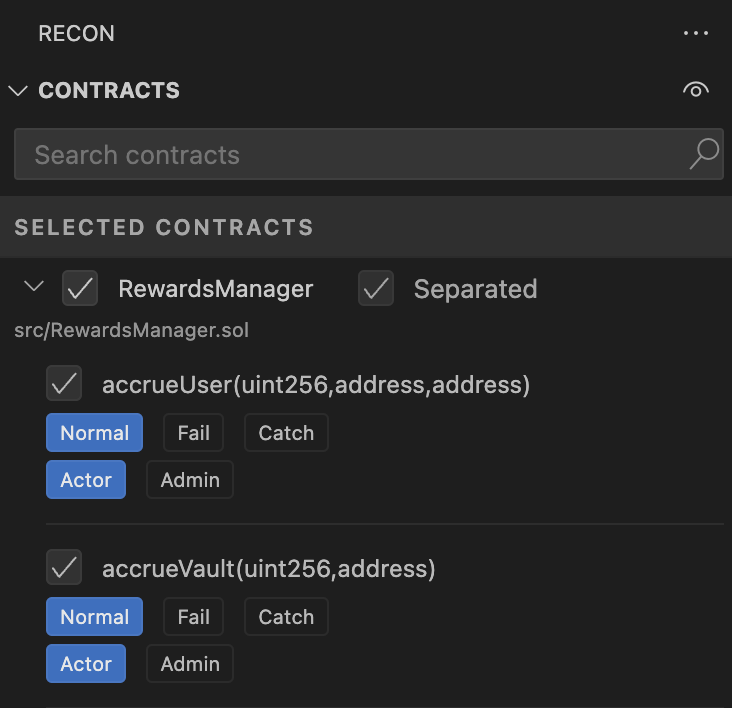 RECON
CONTRACTS
Search contracts
SELECTED CONTRACTS
RewardsManager Separated
src/RewardsManager.sol
accrueUser(uint256,address,address)
Normal Fail Catch
Actor Admin
accrueVault(uint256,address)
Normal Fail Catch
Actor Admin